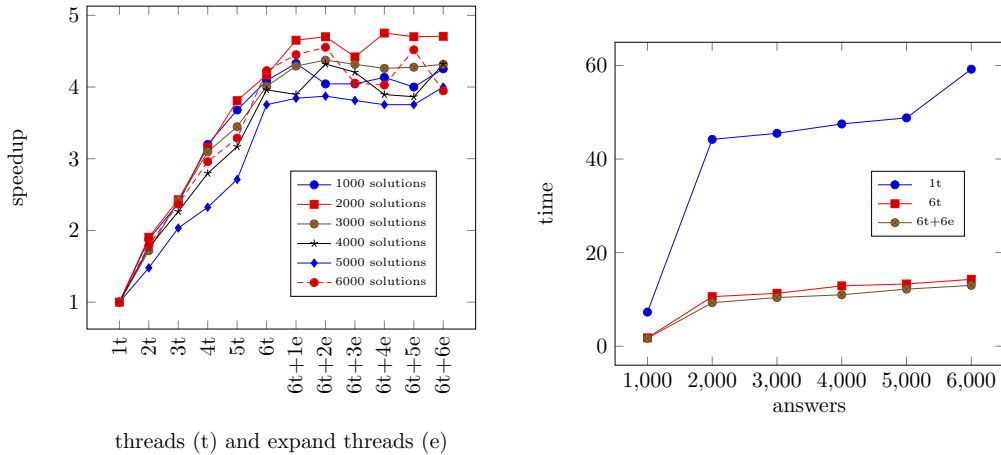 5
4
3
2
1
speedup
1000 solutions
2000 solutions
3000 solutions
4000 solutions
5000 solutions
6000 solutions
1t
2t
3t
4t
5t
6t
6t+1e
6t+2e
6t+3e
6t+4e
6t+5e
6t+6e
threads (t) and expand threads (e)
60
40
20
0
time
1t
6t
6t+6e
1,000 2,000 3,000 4,000 5,000 6,000
answers